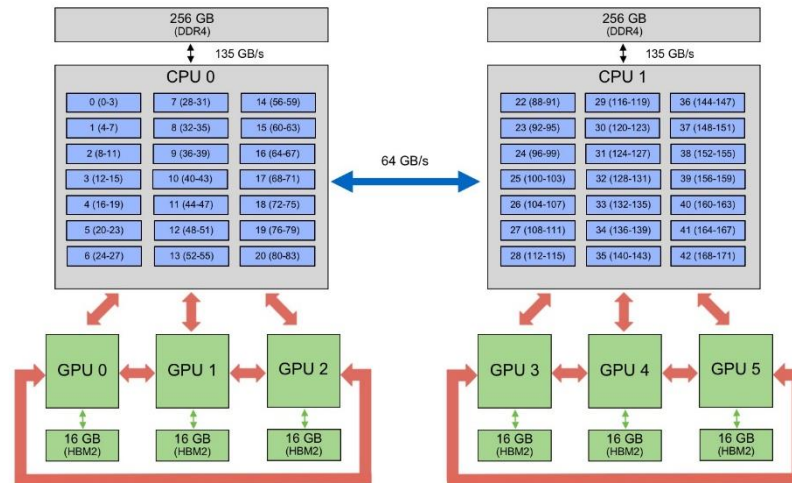 256 GB
(DDR4)
135 GB/s
CPU 0
0 (0-3) 7 (28-31) 14 (56-59)
1 (4-7) 8 (32-35) 15 (60-63)
2 (8-11) 9 (36-39) 16 (64-67)
3 (12-15) 10 (40-43) 17 (68-71)
4 (16-19) 11 (44-47) 18 (72-75)
5 (20-23) 12 (48-51) 19 (76-79)
6 (24-27) 13 (52-55) 20 (80-83)
64 GB/s
256 GB
(DDR4)
135 GB/s
CPU 1
22 (88-91) 29 (116-119) 36 (144-147)
23 (92-95) 30 (120-123) 37 (148-151)
24 (96-99) 31 (124-127) 38 (152-155)
25 (100-103) 32 (128-131) 39 (156-159)
26 (104-107) 33 (132-135) 40 (160-163)
27 (108-111) 34 (136-139) 41 (164-167)
28 (112-115) 35 (140-143) 42 (168-171)
GPU 0 GPU 1 GPU 2
16 GB 16 GB 16 GB
(HBM2) (HBM2) (HBM2)
GPU 3 GPU 4 GPU 5
16 GB 16 GB 16 GB
(HBM2) (HBM2) (HBM2)